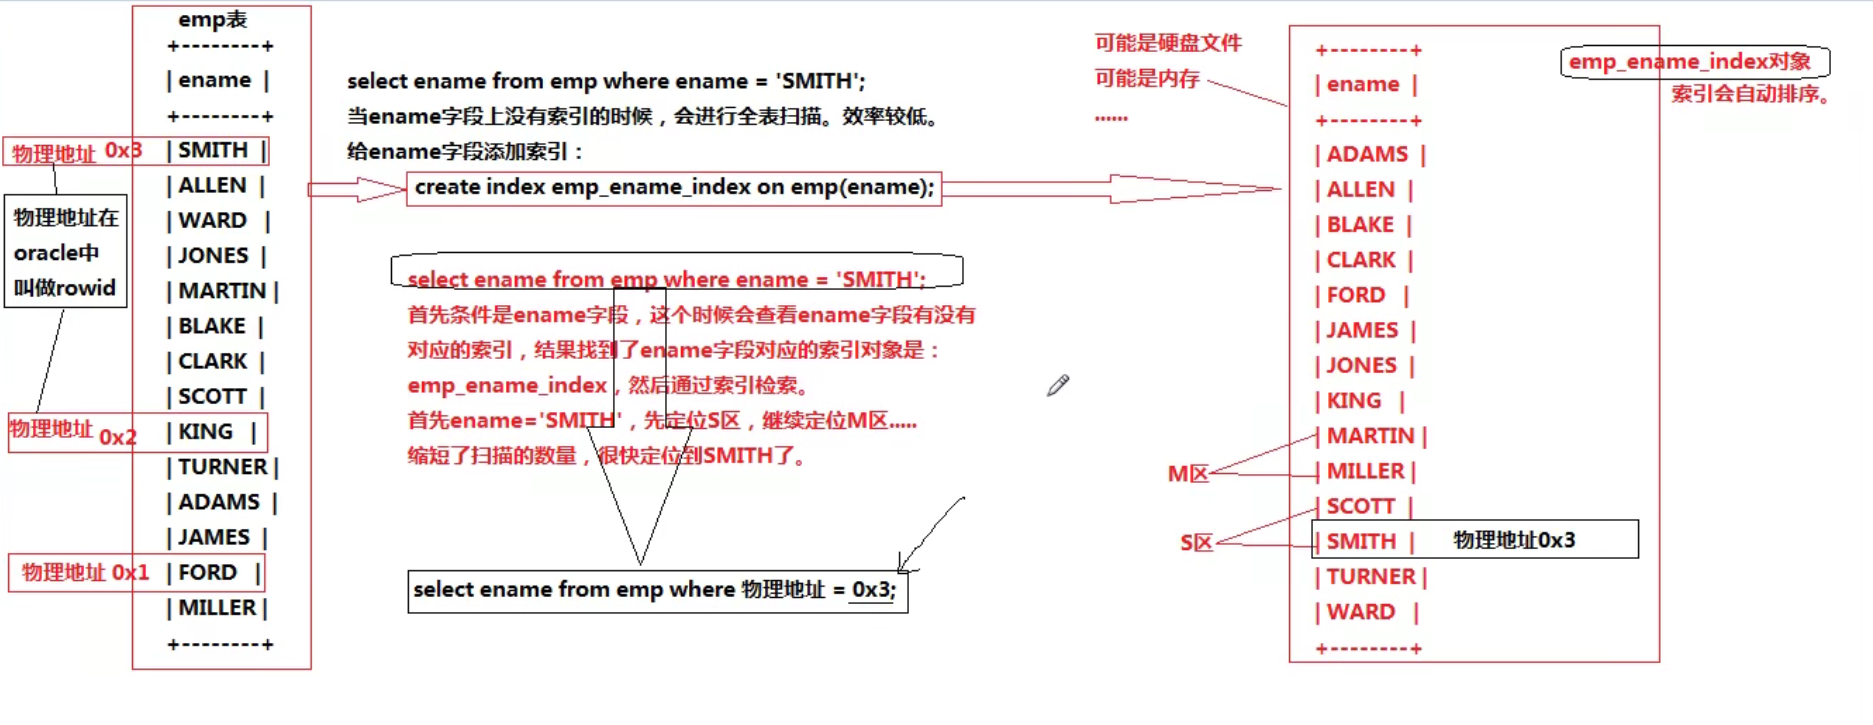 emp表
+--------+
| ename |
+--------+
物理地址 0x3
| SMITH |
| ALLEN |
| WARD |
| JONES |
| MARTIN |
| BLAKE |
| CLARK |
| SCOTT |
物理地址 0x2
| KING |
| TURNER |
| ADAMS |
| JAMES |
物理地址 0x1
| FORD |
| MILLER |
+--------+
物理地址在
oracle中
叫做rowid
select ename from emp where ename = 'SMITH';
当ename字段上没有索引的时候，会进行全表扫描。效率较低。
给ename字段添加索引：
create index emp_ename_index on emp(ename);
select ename from emp where ename = 'SMITH';
首先条件是ename字段，这个时候会查看ename字段有没有
对应的索引，结果找到了ename字段对应的索引对象是：
emp_ename_index，然后通过索引检索。
首先ename='SMITH'，先定位S区，继续定位M区.....
缩短了扫描的数量，很快定位到SMITH了。
select ename from emp where 物理地址 = 0x3;
可能是硬盘文件
可能是内存
......
+--------+
| ename |
+--------+
| ADAMS |
| ALLEN |
| BLAKE |
| CLARK |
| FORD |
| JAMES |
| JONES |
| KING |
| MARTIN |
M区
| MILLER |
| SCOTT |
S区
| SMITH | 物理地址0x3
| TURNER |
| WARD |
+--------+
emp_ename_index对象
索引会自动排序。